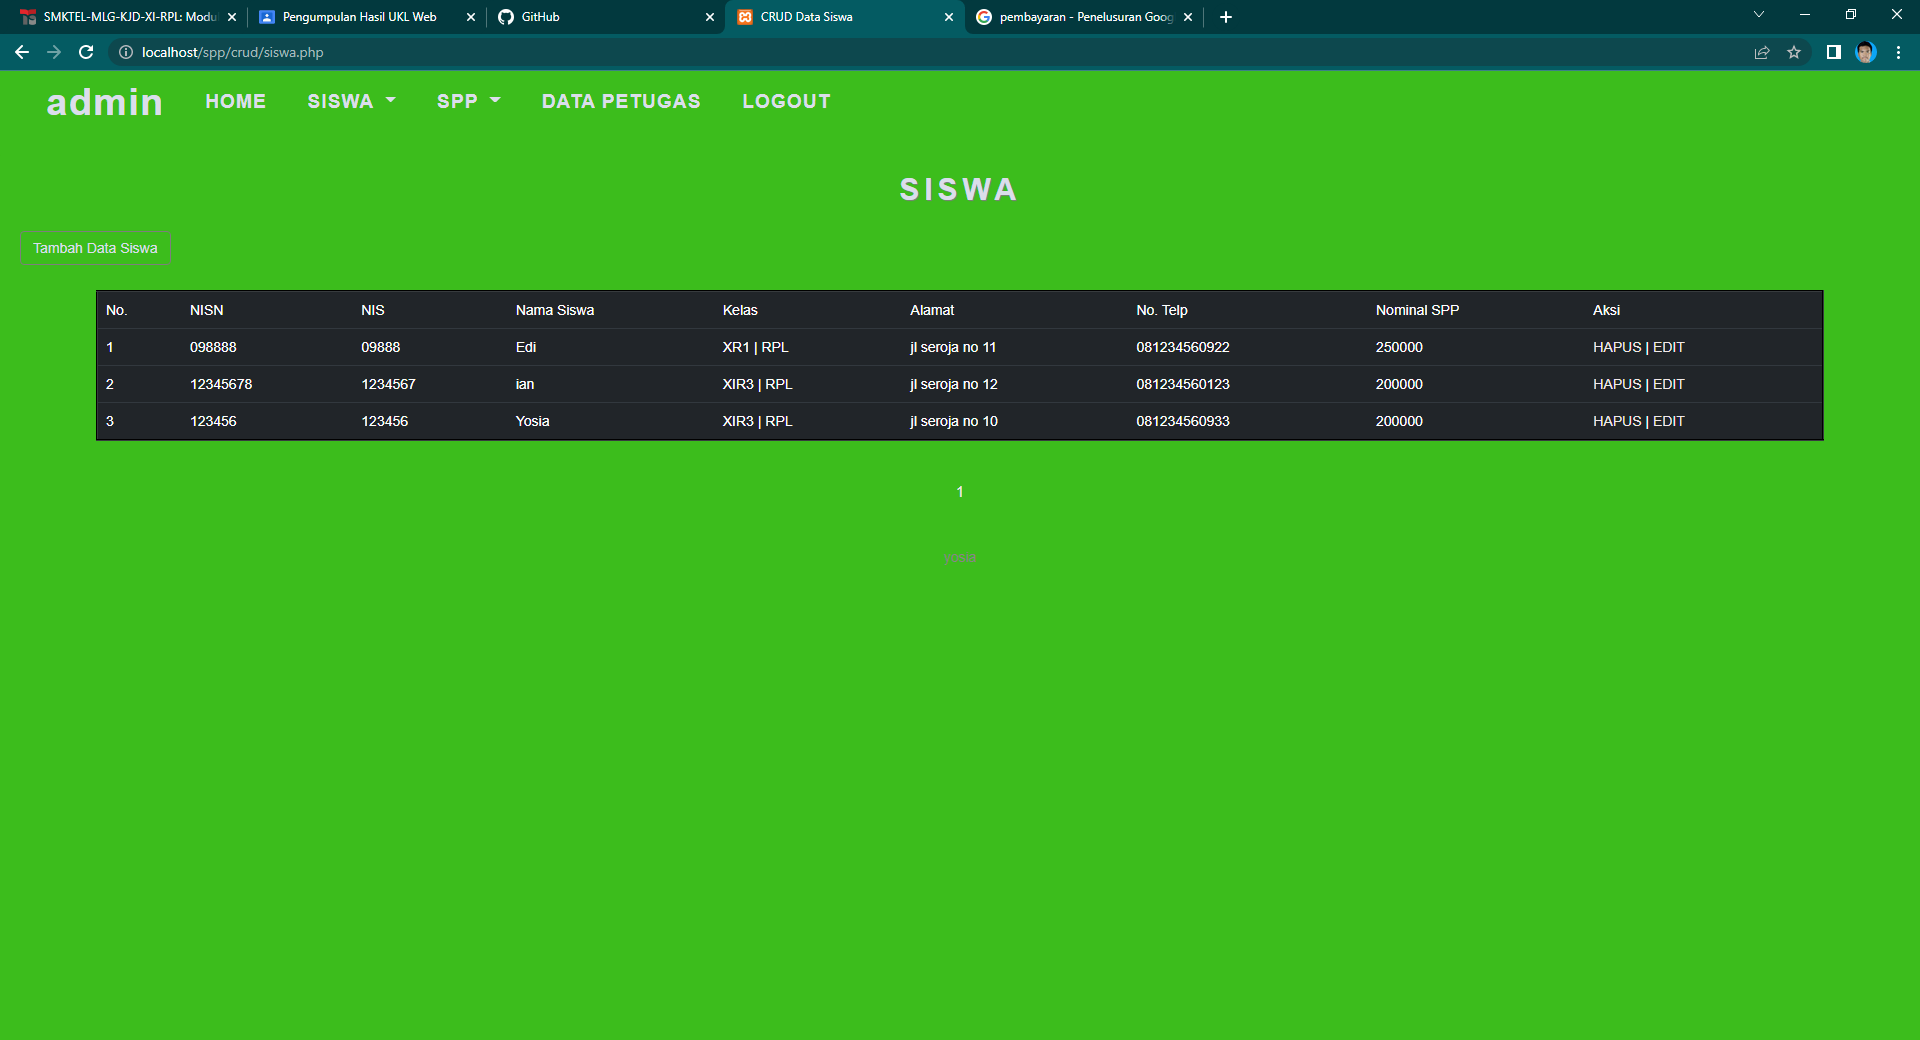 SMKTEL-MLG-KJD-XI-RPL: Modu
Pengumpulan Hasil UKL Web
GitHub
CRUD Data Siswa
pembayaran - Penelusuran Goog
localhost/spp/crud/siswa.php
admin HOME SISWA SPP DATA PETUGAS LOGOUT
SISWA
Tambah Data Siswa
No. NISN NIS Nama Siswa Kelas Alamat No. Telp Nominal SPP Aksi
1 098888 09888 Edi XR1 | RPL jl seroja no 11 081234560922 250000 HAPUS | EDIT
2 12345678 1234567 ian XIR3 | RPL jl seroja no 12 081234560123 200000 HAPUS | EDIT
3 123456 123456 Yosia XIR3 | RPL jl seroja no 10 081234560933 200000 HAPUS | EDIT
1
yosia